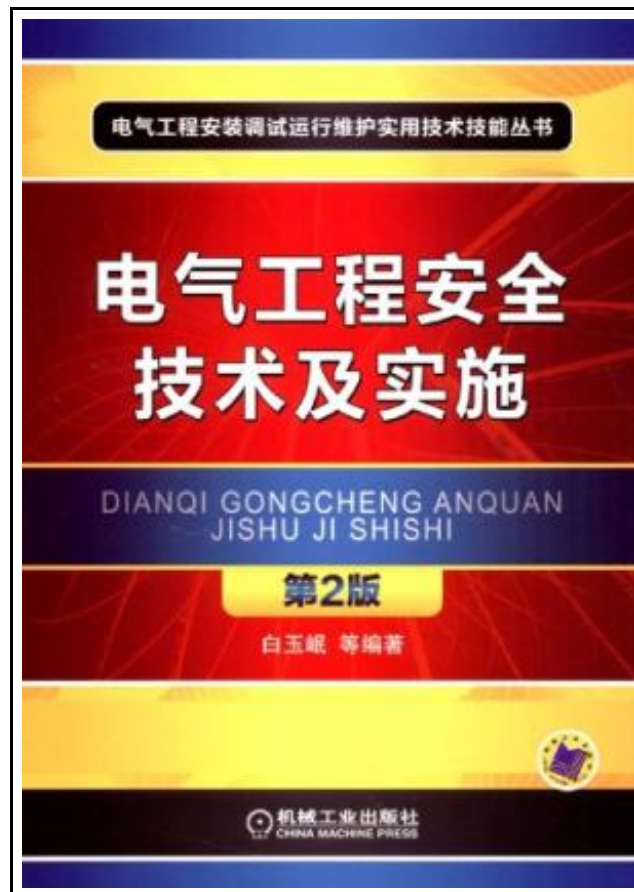 电气工程安装调试运行维护实用技术技能丛书
电气工程安全
技术及实施
DIANQI GONGCHENG ANQUAN
JISHU JI SHISHI
第2版
白玉岷 等编著
机械工业出版社
CHINA MACHINE PRESS